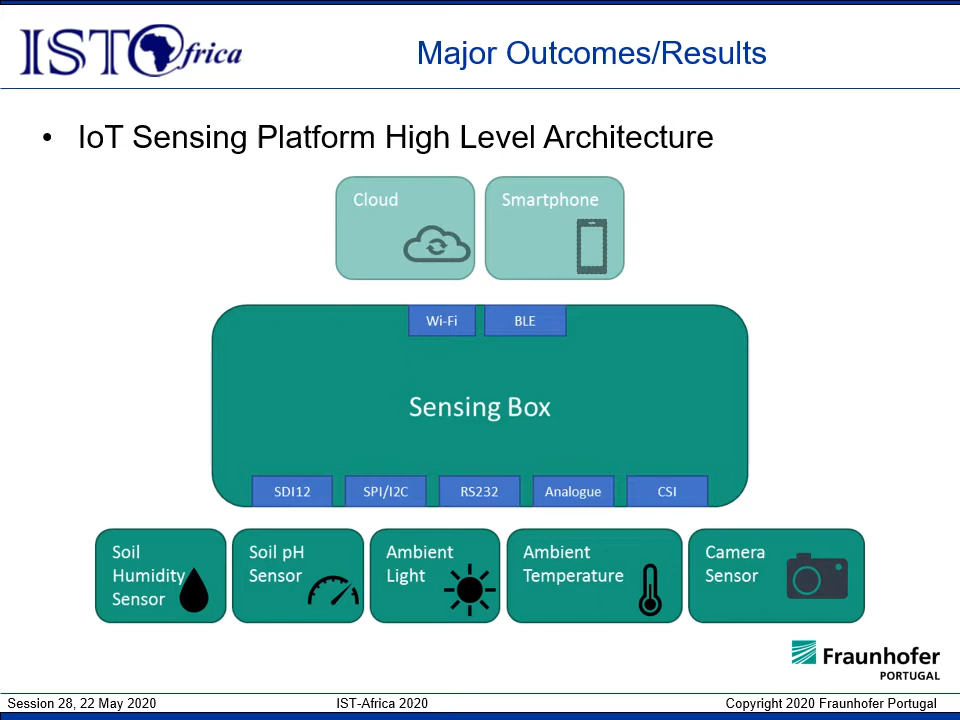 IST Africa
Major Outcomes/Results
• IoT Sensing Platform High Level Architecture
Cloud
Smartphone
Wi-Fi
BLE
Sensing Box
SDI12
SPI/I2C
RS232
Analogue
CSI
Soil
Humidity
Sensor
Soil pH
Sensor
Ambient
Light
Ambient
Temperature
Camera
Sensor
Fraunhofer
PORTUGAL
Session 28, 22 May 2020
IST-Africa 2020
Copyright 2020 Fraunhofer Portugal